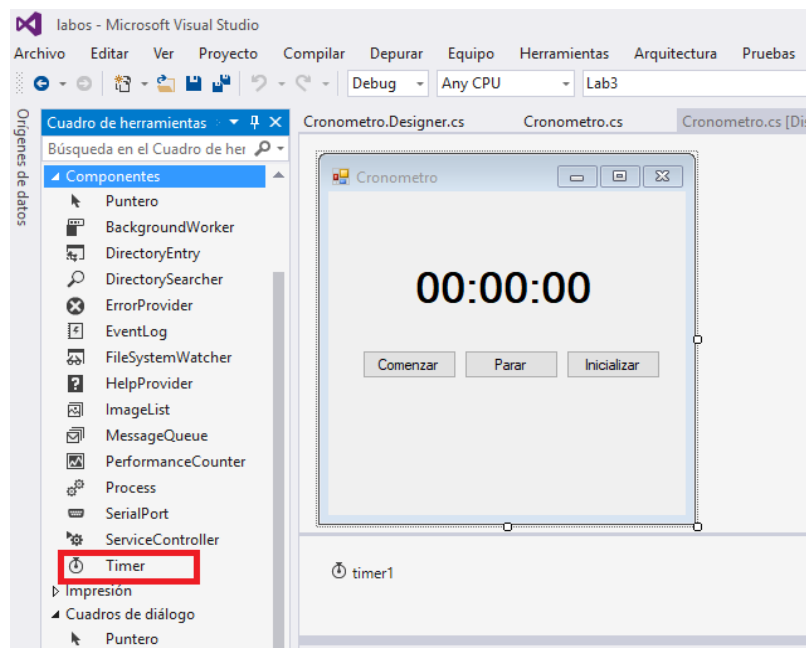 labos - Microsoft Visual Studio
Archivo Editar Ver Proyecto Compilar Depurar Equipo Herramientas Arquitectura Pruebas
Debug Any CPU Lab3
Orígenes de datos
Cuadro de herramientas
Búsqueda en el Cuadro de her
Componentes
Puntero
BackgroundWorker
DirectoryEntry
DirectorySearcher
ErrorProvider
EventLog
FileSystemWatcher
HelpProvider
ImageList
MessageQueue
PerformanceCounter
Process
SerialPort
ServiceController
Timer
Impresión
Cuadros de diálogo
Puntero
Cronometro.Designer.cs Cronometro.cs Cronometro.cs [Dis
Cronometro
00:00:00
Comenzar Parar Inicializar
timer1